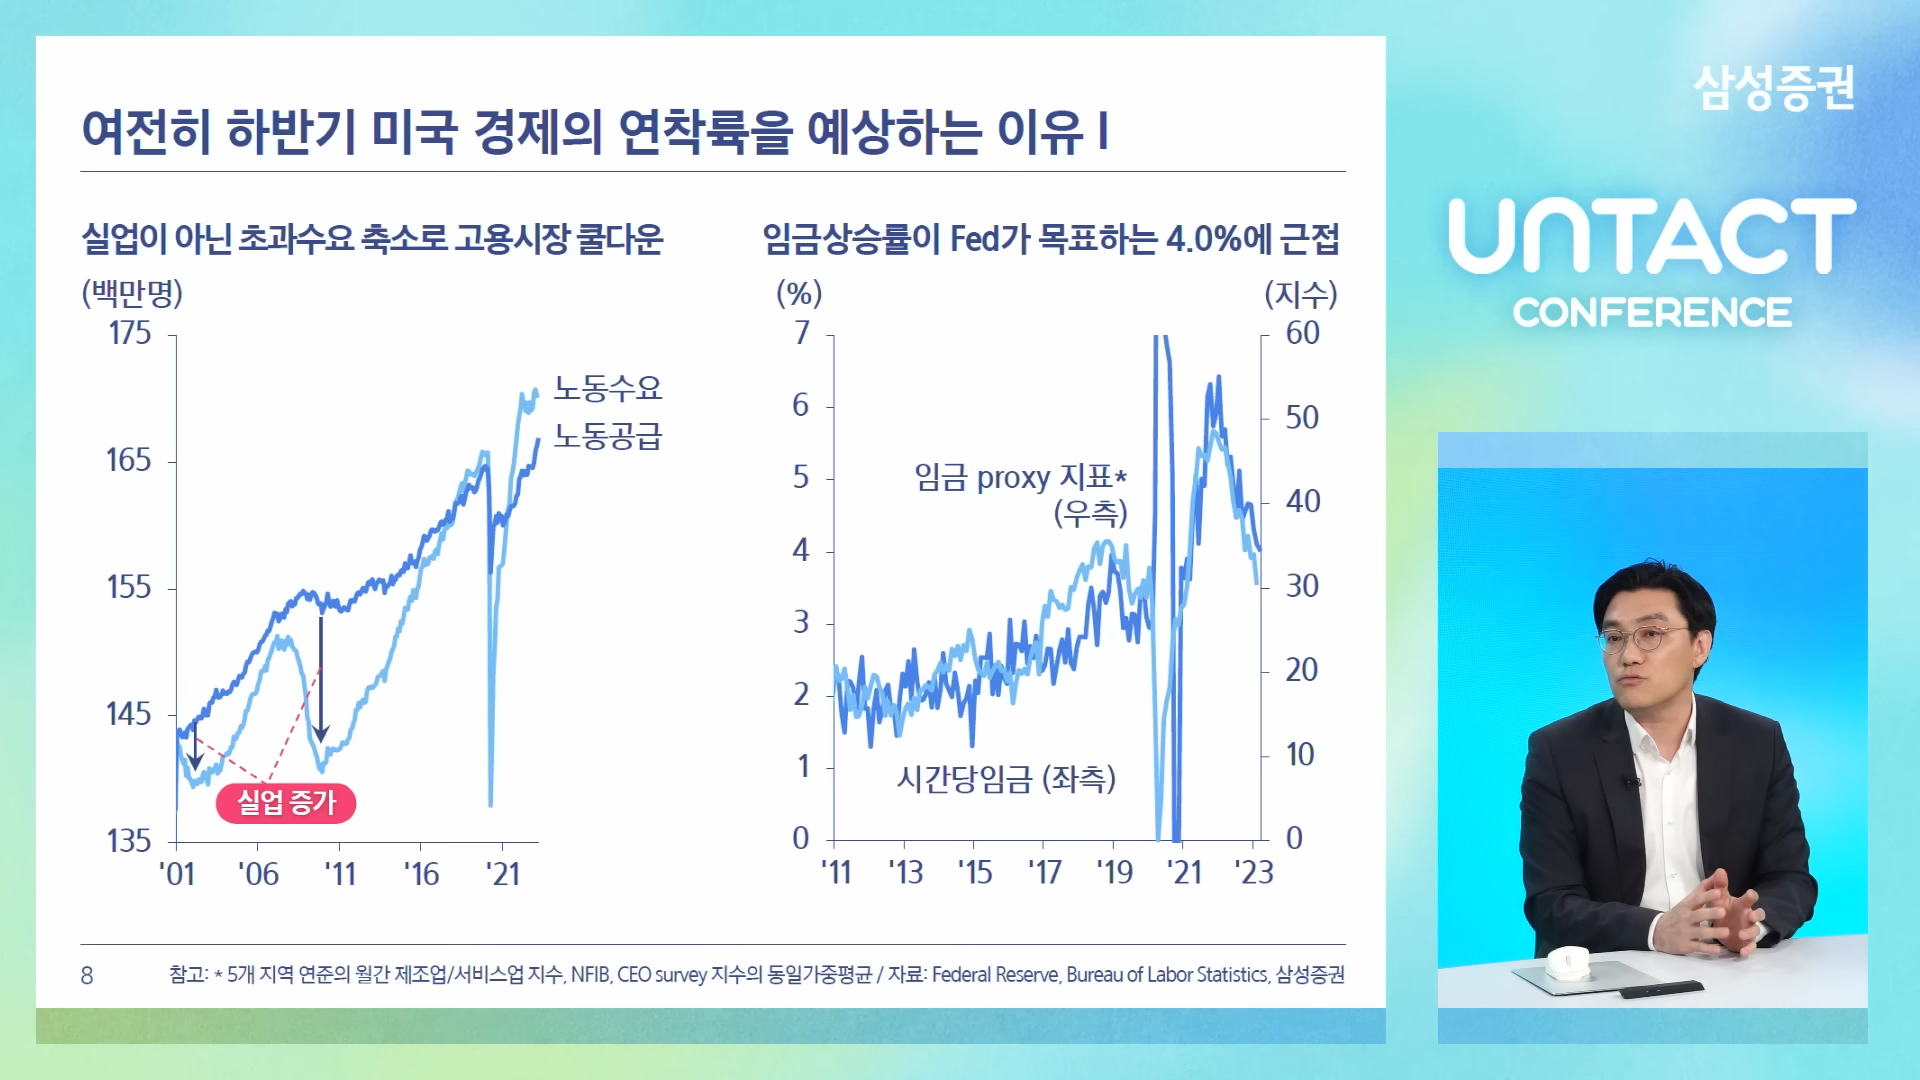 여전히 하반기 미국 경제의 연착륙을 예상하는 이유 I
실업이 아닌 초과수요 축소로 고용시장 쿨다운
(백만명)
175
165
155
145
135
'01
'06
'11
'16
'21
노동수요
노동공급
실업 증가
임금상승률이 Fed가 목표하는 4.0%에 근접
(%)
(지수)
7
6
5
4
3
2
1
0
60
50
40
30
20
10
0
'11
'13
'15
'17
'19
'21
'23
임금 proxy 지표*
(우측)
시간당임금 (좌측)
8
참고: * 5개 지역 연준의 월간 제조업/서비스업 지수, NFIB, CEO survey 지수의 동일가중평균 / 자료: Federal Reserve, Bureau of Labor Statistics, 삼성증권
삼성증권
UNTACT
CONFERENCE